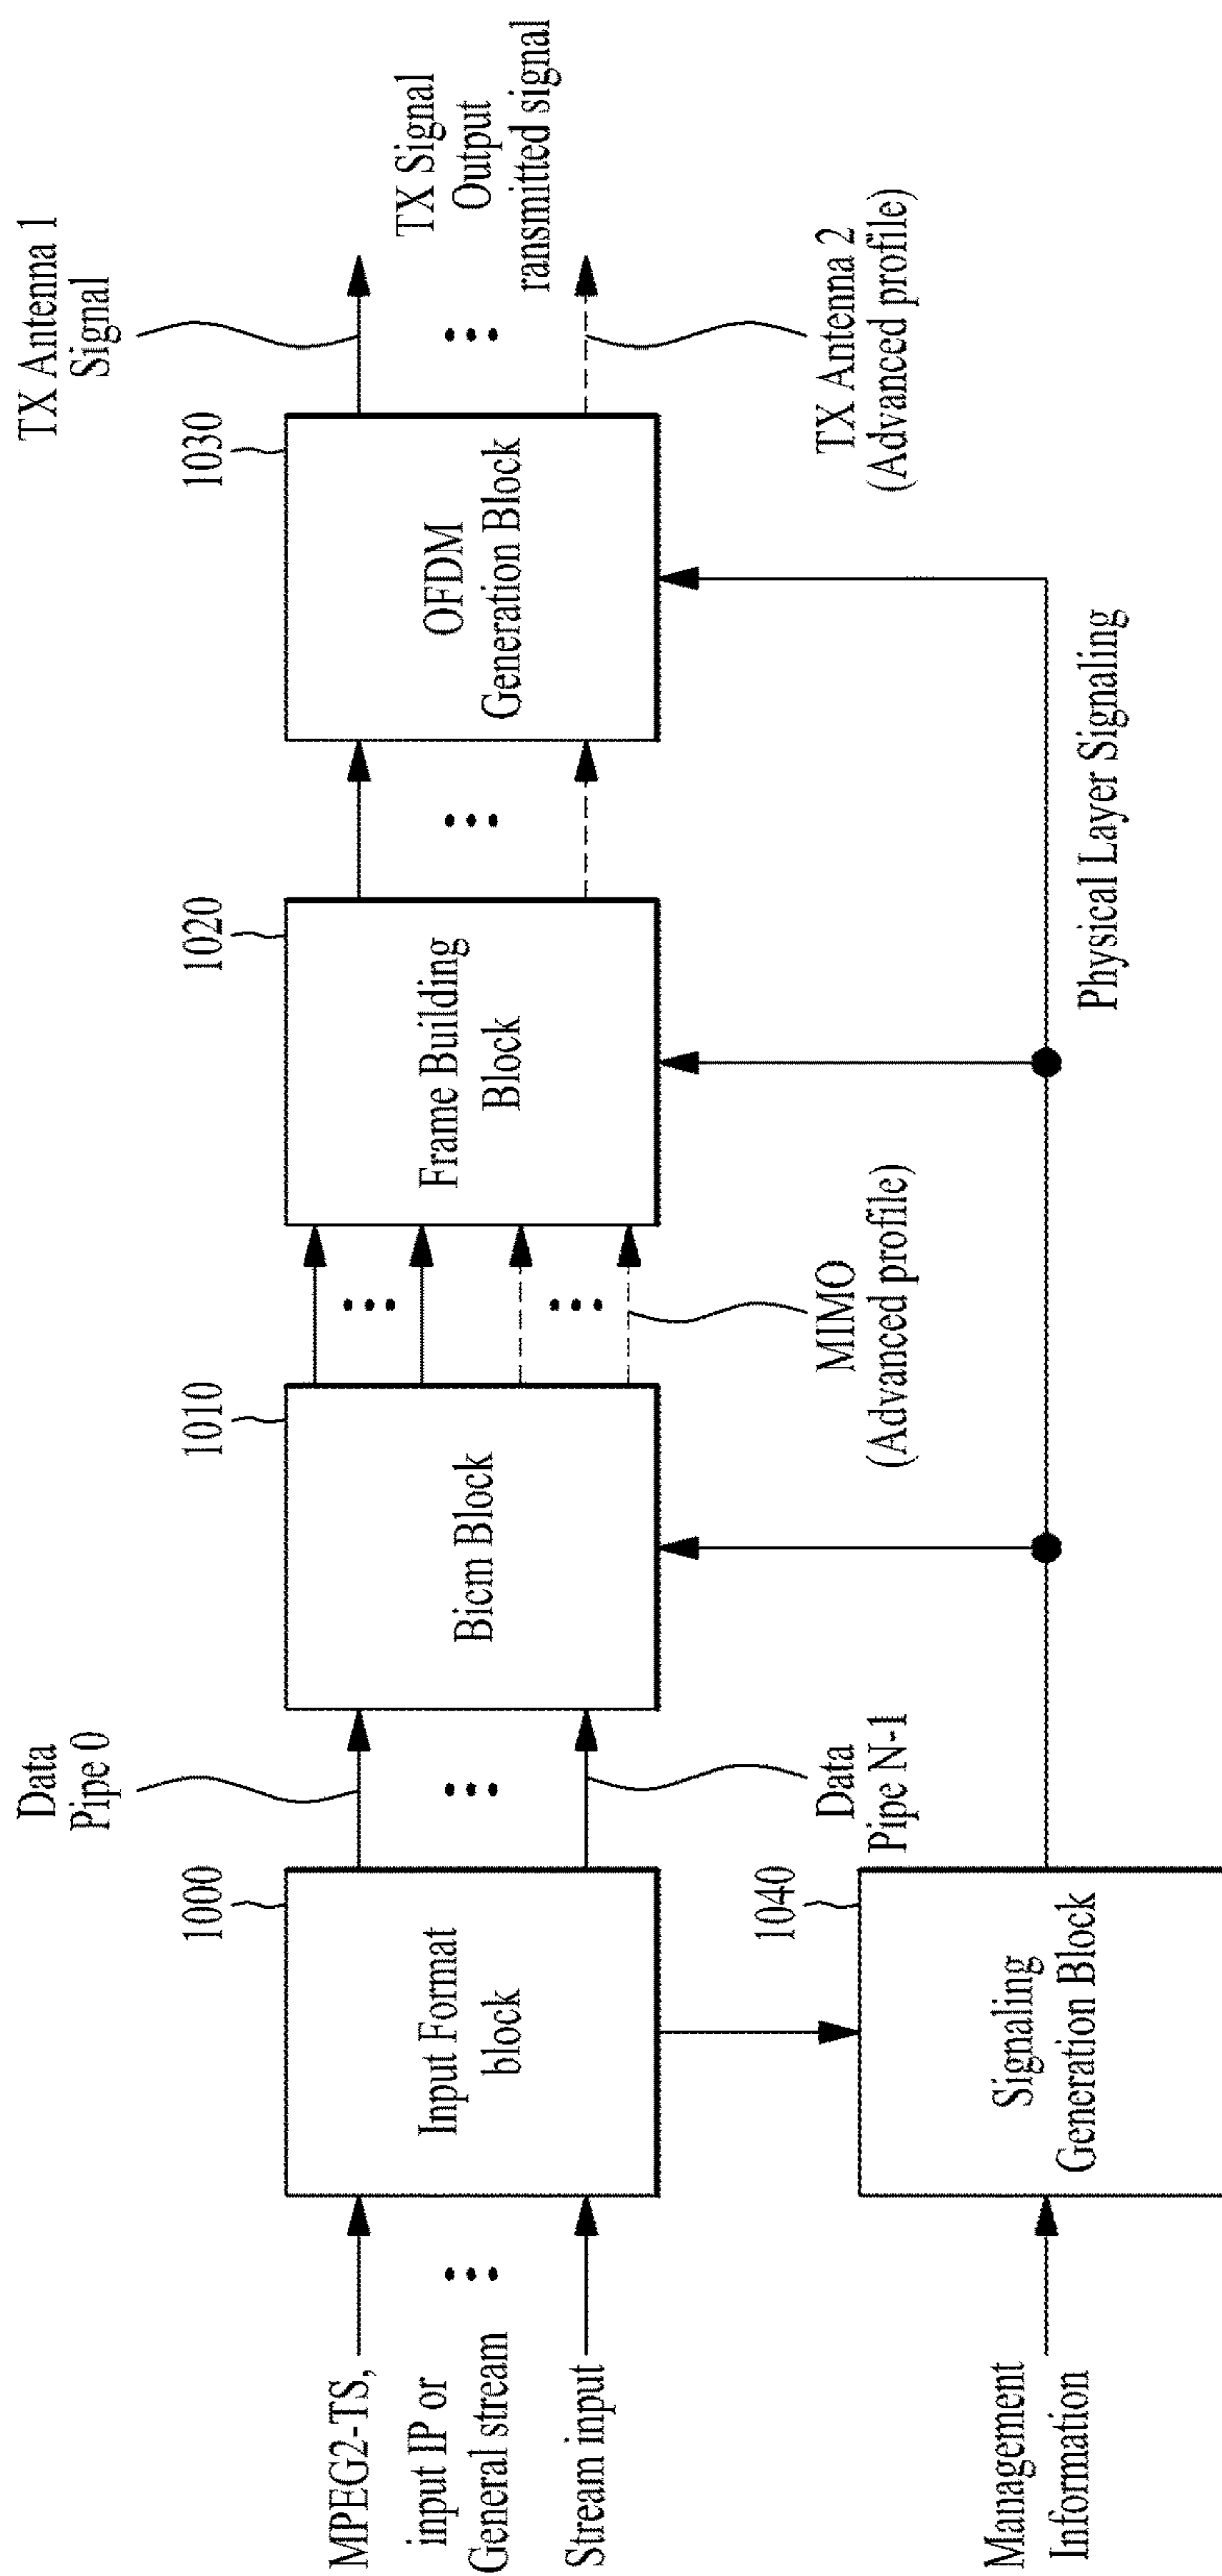 TX Antenna 1
Signal
TX Signal
Output
ransmitted signal
TX Antenna 2
(Advanced profile)
1030
OFDM
Generation Block
Physical Layer Signaling
1020
Frame Building
Block
MIMO
(Advanced profile)
1010
Bicm Block
Data
Pipe 0
Data
Pipe N-1
1000
Input Format
block
1040
Signaling
Generation Block
MPEG2-TS,
input IP or
General stream
Stream input
Management
Information